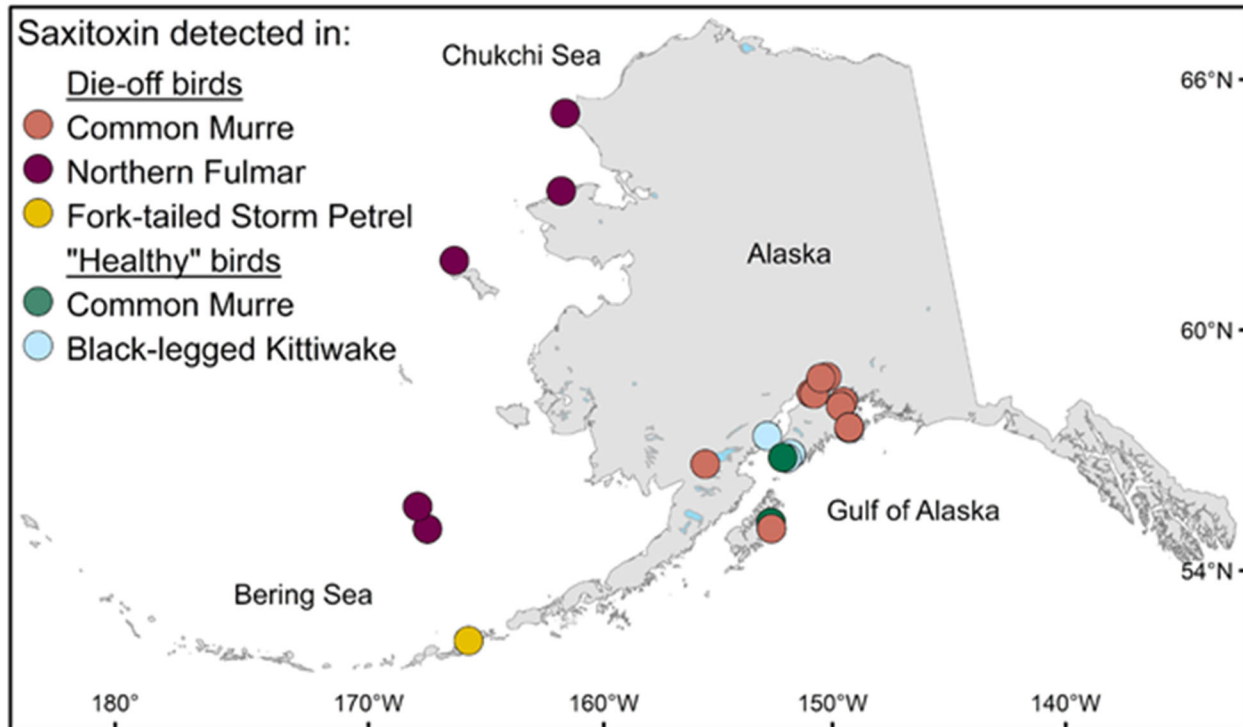 Saxitoxin detected in:
Die-off birds
Common Murre
Northern Fulmar
Fork-tailed Storm Petrel
"Healthy" birds
Common Murre
Black-legged Kittiwake
Chukchi Sea
Alaska
Gulf of Alaska
Bering Sea
66°N
60°N
54°N
180°
170°W
160°W
150°W
140°W